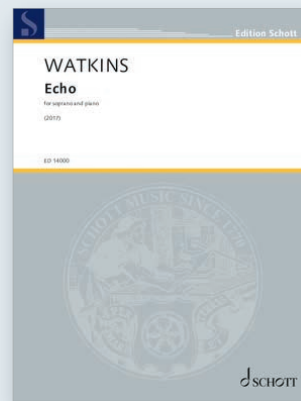 Edition Schott
WATKINS
Echo
for soprano and piano
(2017)
ED 14000
SCHOTT MUSIC SINCE 1770
SCHOTT